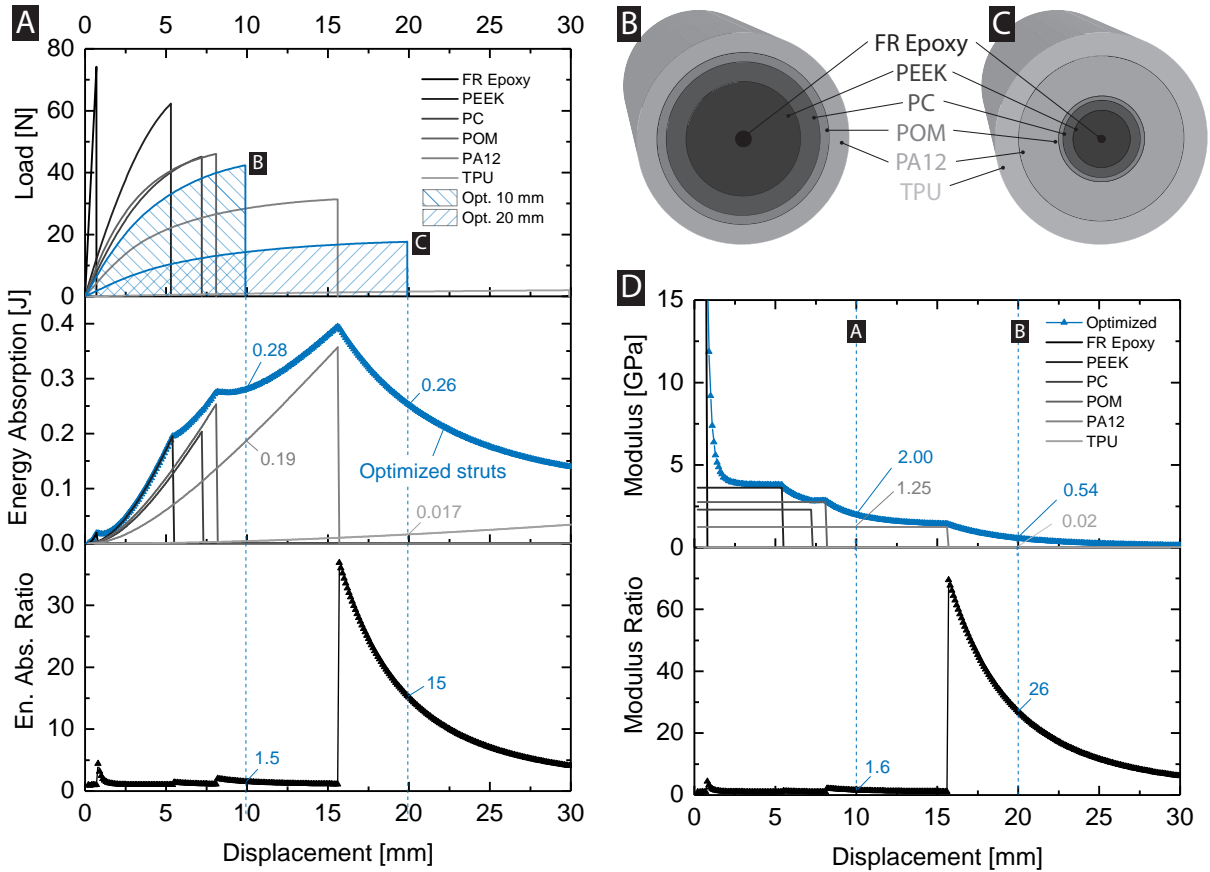 A
0 5 10 15 20 25 30
80
60
40
20
0
Load [N]
FR Epoxy
PEEK
PC
POM
PA12
TPU
Opt. 10 mm
Opt. 20 mm
B
C
0.4
0.3
0.2
0.1
0.0
Energy Absorption [J]
0.28
0.26
0.19
Optimized struts
0.017
30
20
10
0
En. Abs. Ratio
15
1.5
0 5 10 15 20 25 30
Displacement [mm]
B
C
FR Epoxy
PEEK
PC
POM
PA12
TPU
D
15
10
5
0
Modulus [GPa]
A
B
Optimized
FR Epoxy
PEEK
PC
POM
PA12
TPU
2.00
1.25
0.54
0.02
60
40
20
0
Modulus Ratio
26
1.6
0 5 10 15 20 25 30
Displacement [mm]